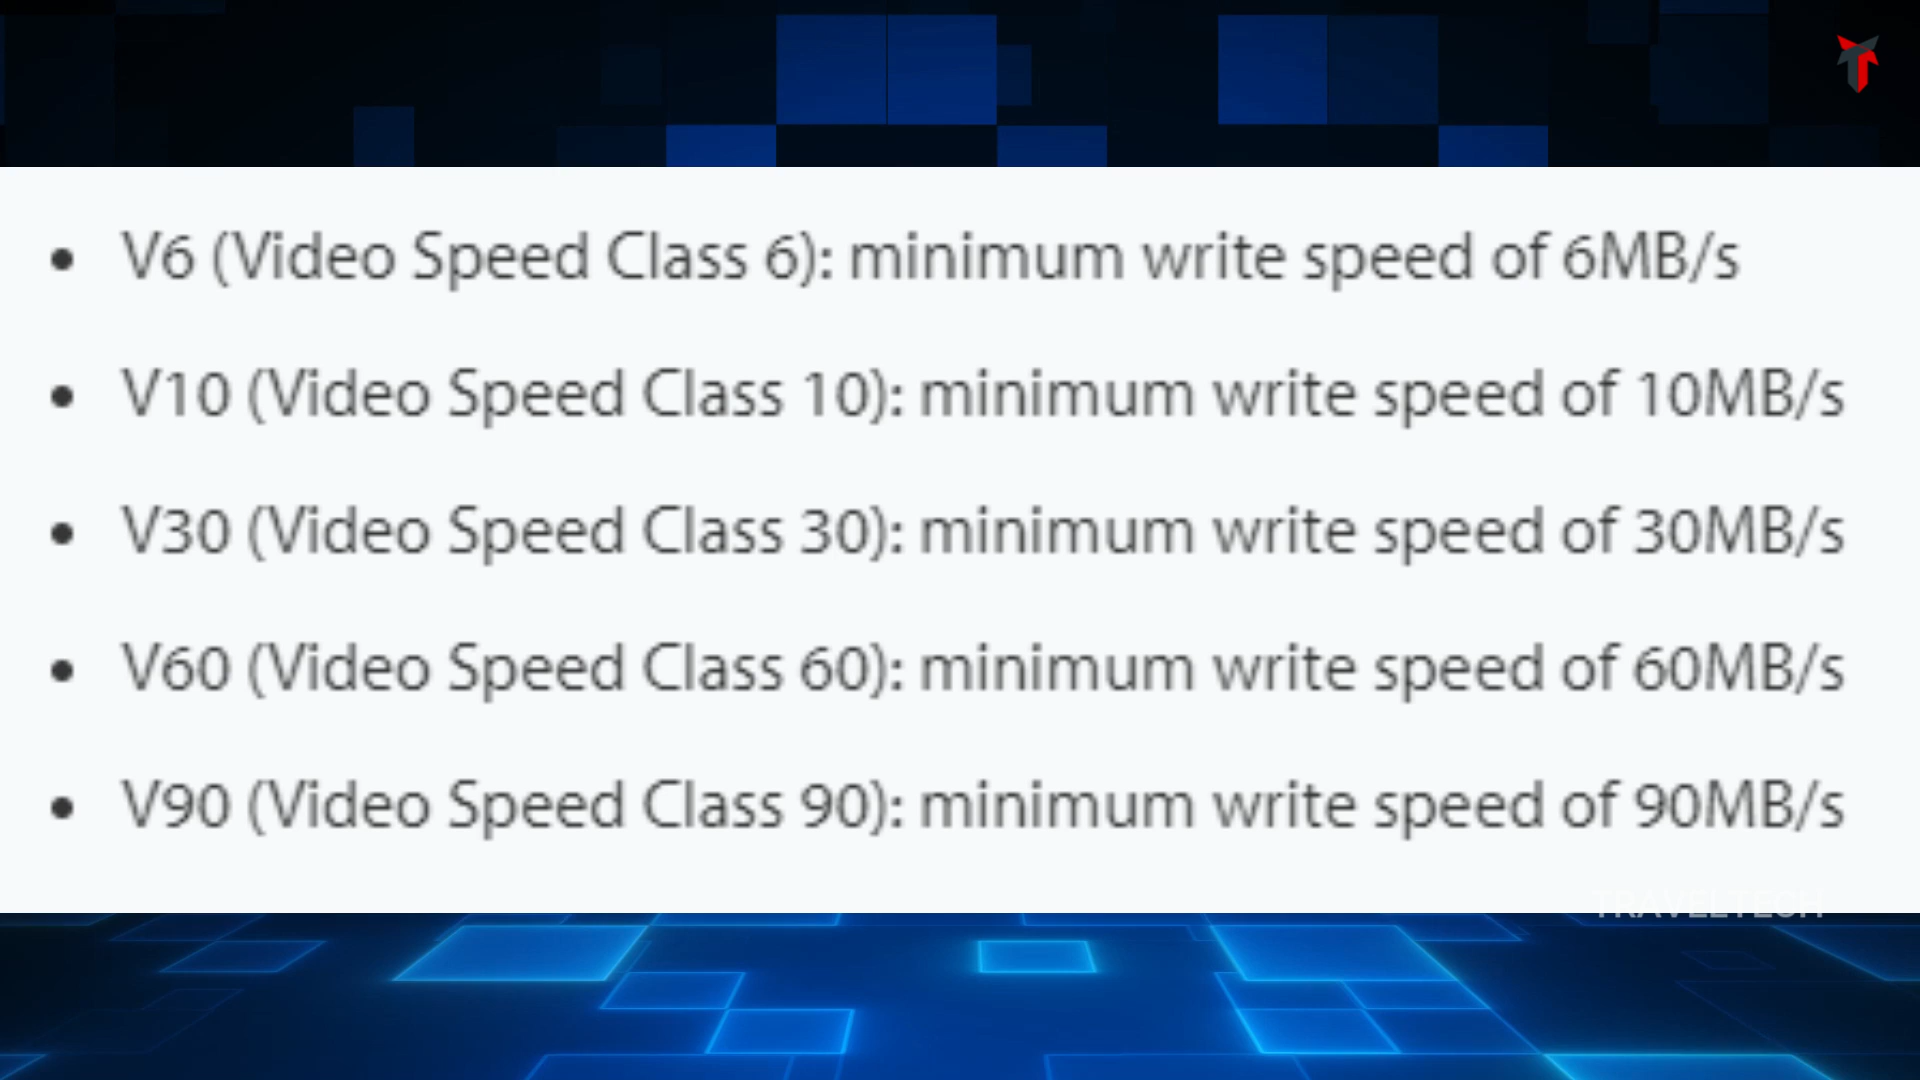 • V6 (Video Speed Class 6): minimum write speed of 6MB/s
• V10 (Video Speed Class 10): minimum write speed of 10MB/s
• V30 (Video Speed Class 30): minimum write speed of 30MB/s
• V60 (Video Speed Class 60): minimum write speed of 60MB/s
• V90 (Video Speed Class 90): minimum write speed of 90MB/s
TRAVELTECH